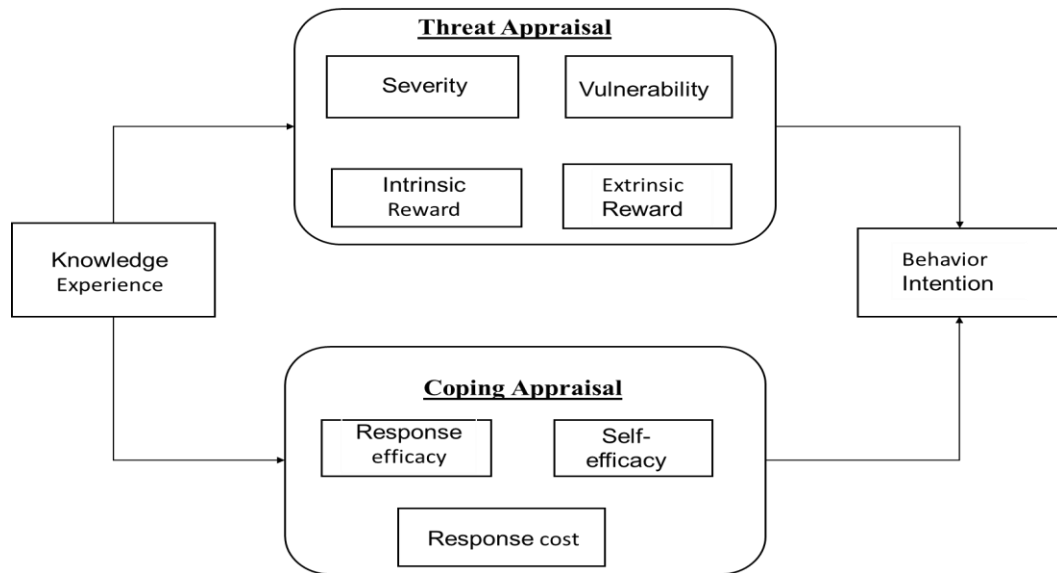 Threat Appraisal
Severity
Vulnerability
Intrinsic
Reward
Extrinsic
Reward
Knowledge
Experience
Behavior
Intention
Coping Appraisal
Response
efficacy
Self-
efficacy
Response cost